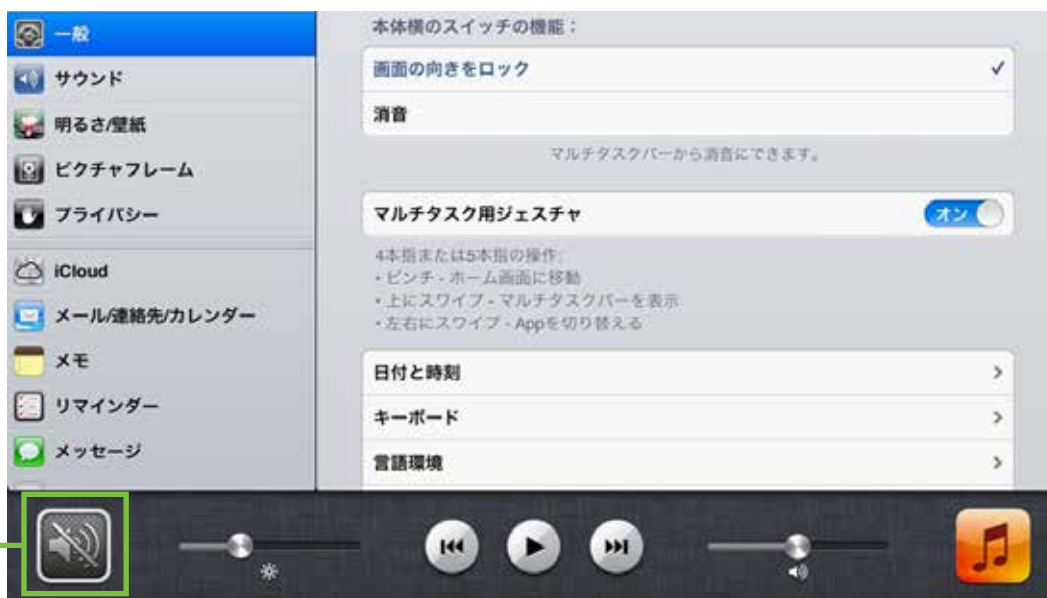 一般
サウンド
明るさ/壁紙
ピクチャフレーム
プライバシー
iCloud
メール/連絡先/カレンダー
メモ
リマインダー
メッセージ
本体横のスイッチの機能：
画面の向きをロック
消音
マルチタスクバーから消音にできます。
マルチタスク用ジェスチャ
オン
4本指または5本指の操作:
• ピンチ - ホーム画面に移動
• 上にスワイプ - マルチタスクバーを表示
• 左右にスワイプ - Appを切り替える
日付と時刻
キーボード
言語環境